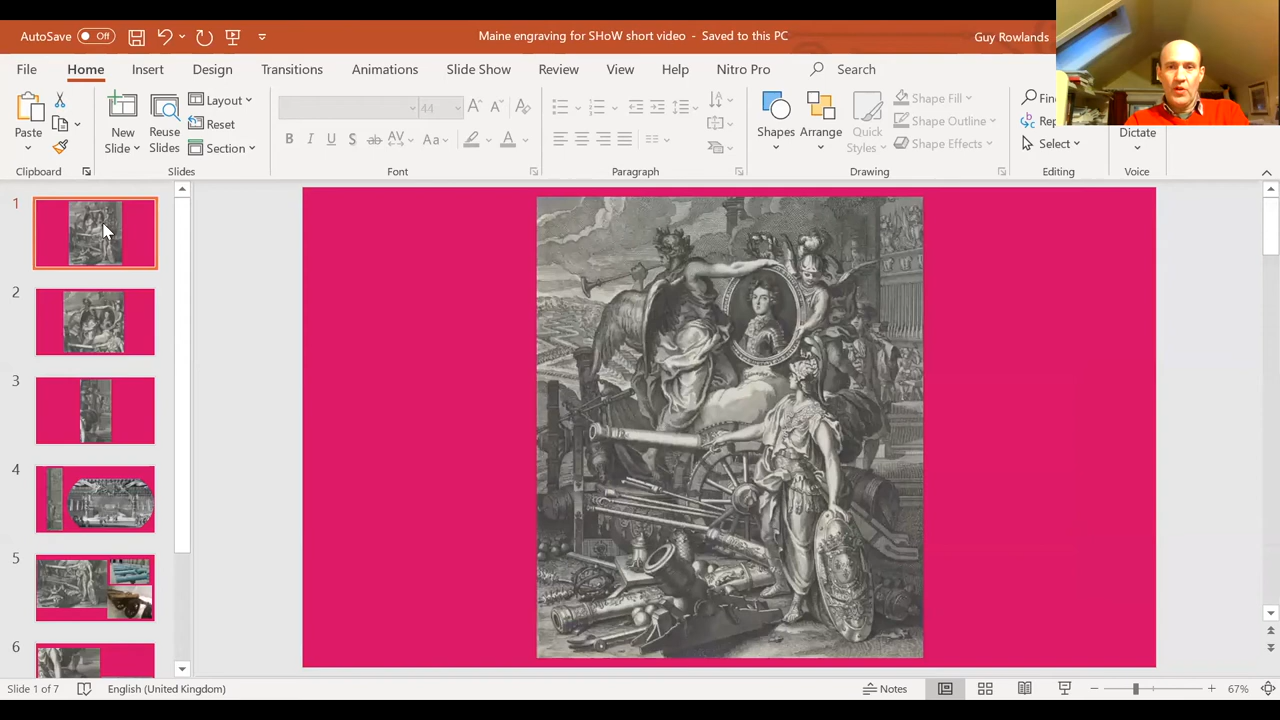 AutoSave Off
Maine engraving for SHoW short video - Saved to this PC
Guy Rowlands
File Home Insert Design Transitions Animations Slide Show Review View Help Nitro Pro Search
Paste
New Slide
Reuse Slides
Layout
Reset
Section
44
B I U S ab AV Aa A
Shapes
Arrange
Quick Styles
Shape Fill
Shape Outline
Shape Effects
Select
Dictate
Clipboard
Slides
Font
Paragraph
Drawing
Editing
Voice
1
2
3
4
5
6
Slide 1 of 7
English (United Kingdom)
Notes
67%